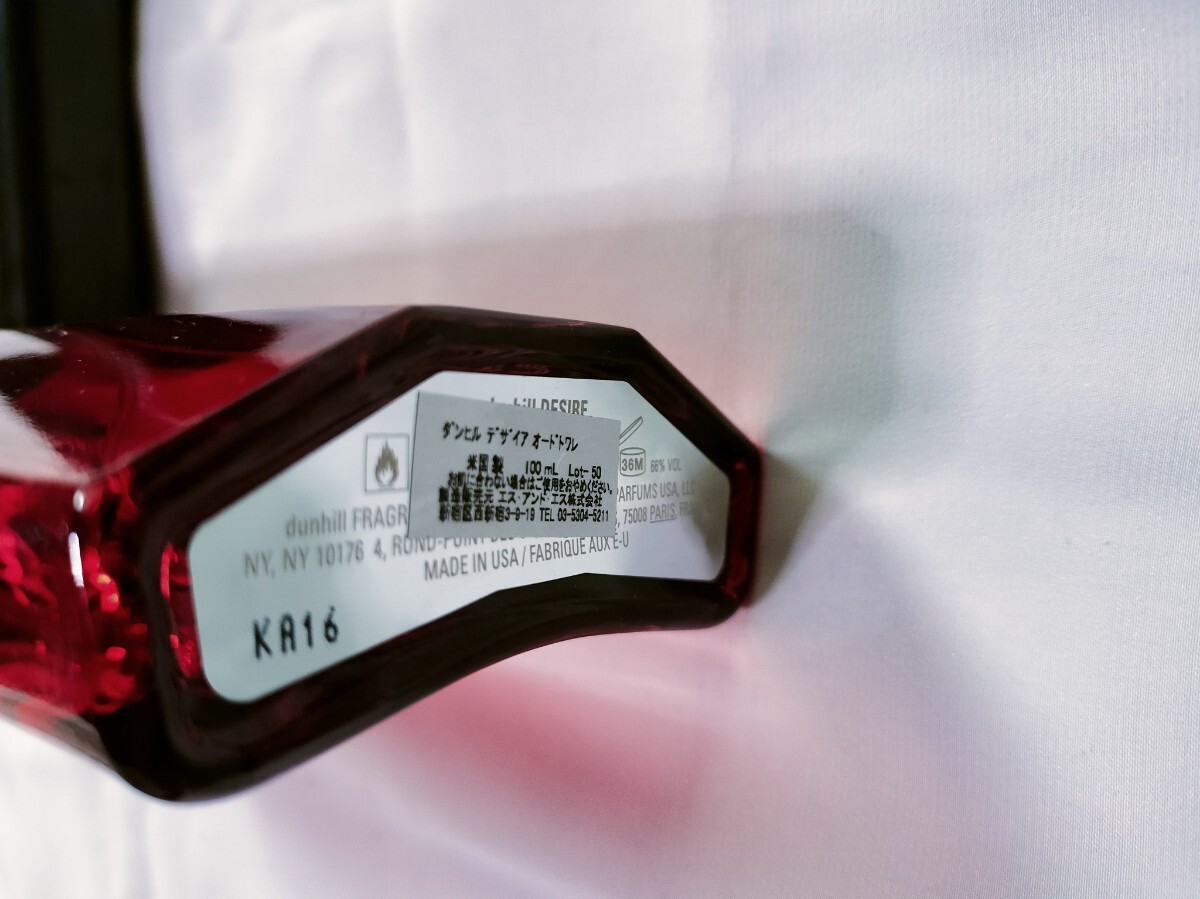 dunhill DESIRE
ダンヒル デザイア オードトワレ
米国製 100mL Lot-50
お肌に合わない場合はご使用をおやめください。
製造販売元 エス・アンド・エス株式会社
新宿区西新宿3-9-19 TEL 03-5304-5211
36M 66% VOL
dunhill FRAGR PARFUMS USA, LLC
NY, NY 10176 4, ROND-POINT DES 75008 PARIS,
MADE IN USA / FABRIQUE AUX E-U
KA16